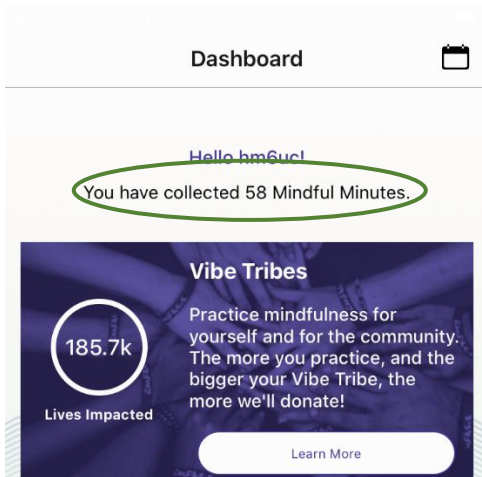 Dashboard
Hello hm6uc!
You have collected 58 Mindful Minutes.
Vibe Tribes
Practice mindfulness for
yourself and for the community.
The more you practice, and the
bigger your Vibe Tribe, the
more we'll donate!
185.7k
Lives Impacted
Learn More